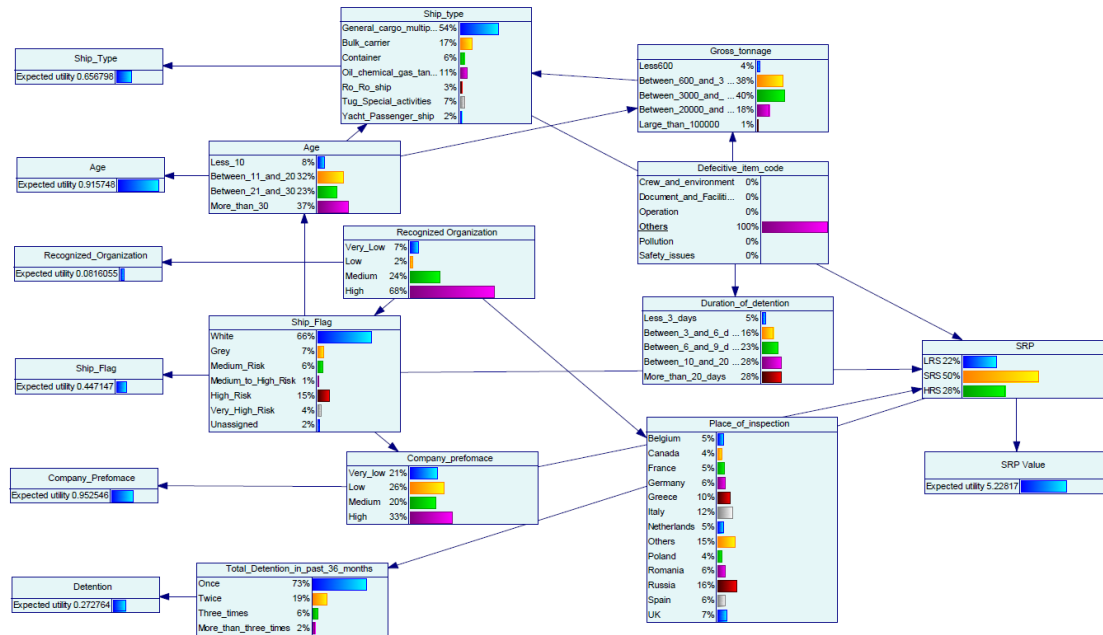 Ship_type
General_cargo_multip... 54%
Bulk_carrier 17%
Container 6%
Oil_chemical_gas_tan... 11%
Ro_Ro_ship 3%
Tug_Special_activities 7%
Yacht_Passenger_ship 2%
Ship_Type
Expected utility 0.656798
Gross_tonnage
Less600 4%
Between_600_and_3 ... 38%
Between_3000_and_ ... 40%
Between_20000_and ... 18%
Large_than_100000 1%
Age
Less_10 8%
Between_11_and_20 32%
Between_21_and_30 23%
More_than_30 37%
Age
Expected utility 0.915748
Defecitive_item_code
Crew_and_environment 0%
Document_and_Faciliti... 0%
Operation 0%
Others 100%
Pollution 0%
Safety_issues 0%
Recognized Organization
Very_Low 7%
Low 2%
Medium 24%
High 68%
Recognized_Organization
Expected utility 0.0816055
Duration_of_detention
Less_3_days 5%
Between_3_and_6_d ... 16%
Between_6_and_9_d ... 23%
Between_10_and_20 ... 28%
More_than_20_days 28%
Ship_Flag
White 66%
Grey 7%
Medium_Risk 6%
Medium_to_High_Risk 1%
High_Risk 15%
Very_High_Risk 4%
Unassigned 2%
Ship_Flag
Expected utility 0.447147
SRP
LRS 22%
SRS 50%
HRS 28%
Place_of_inspection
Belgium 5%
Canada 4%
France 5%
Germany 6%
Greece 10%
Italy 12%
Netherlands 5%
Others 15%
Poland 4%
Romania 6%
Russia 16%
Spain 6%
UK 7%
Company_prefomace
Very_low 21%
Low 26%
Medium 20%
High 33%
Company_Prefomace
Expected utility 0.952546
SRP Value
Expected utility 5.22817
Total_Detention_in_past_36_months
Once 73%
Twice 19%
Three_times 6%
More_than_three_times 2%
Detention
Expected utility 0.272764